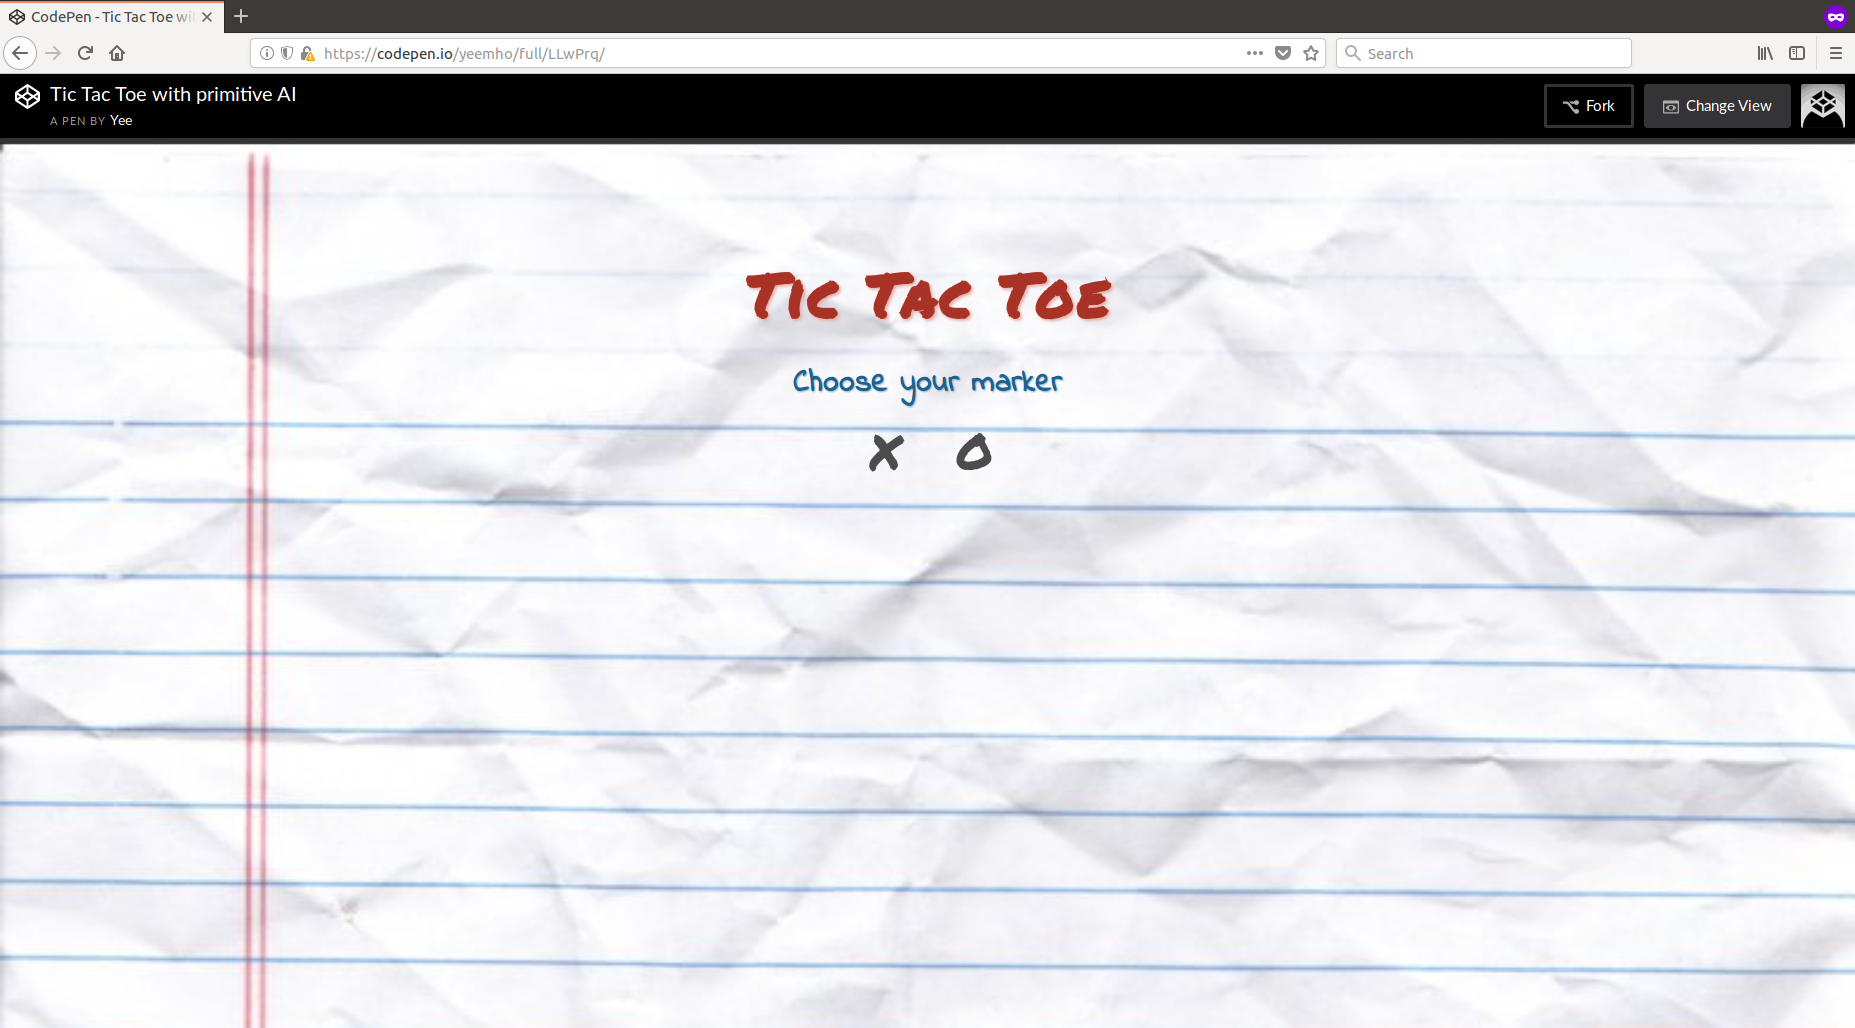 CodePen - Tic Tac Toe wi
https://codepen.io/yeemho/full/LLwPrq/
Search
Tic Tac Toe with primitive AI
A PEN BY Yee
Fork
Change View
Tic Tac Toe
Choose your marker
X O